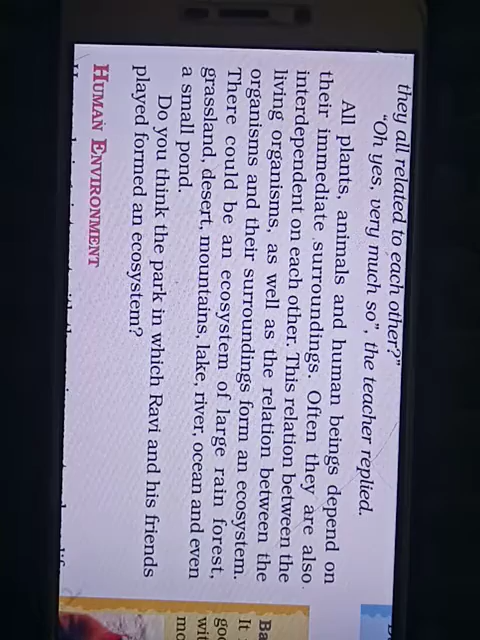 they all related to each other?"
"Oh yes, very much so", the teacher replied.
All plants, animals and human beings depend on
their immediate surroundings. Often they are also
interdependent on each other. This relation between the
living organisms, as well as the relation between the
organisms and their surroundings form an ecosystem.
There could be an ecosystem of large rain forest,
grassland, desert, mountains, lake, river, ocean and even
a small pond.
Do you think the park in which Ravi and his friends
played formed an ecosystem?
HUMAN ENVIRONMENT
Ba
It
goo
wit
mo